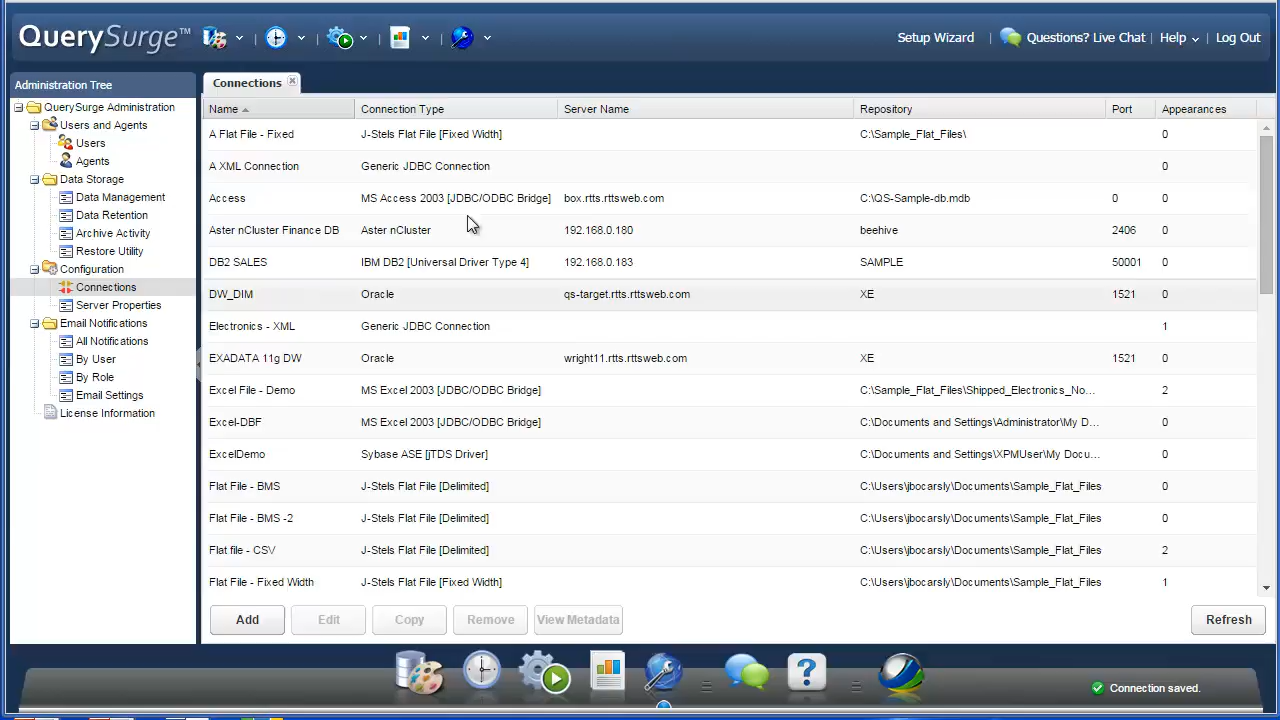 QuerySurge™
Setup Wizard
Questions? Live Chat
Help
Log Out
Administration Tree
QuerySurge Administration
Users and Agents
Users
Agents
Data Storage
Data Management
Data Retention
Archive Activity
Restore Utility
Configuration
Connections
Server Properties
Email Notifications
All Notifications
By User
By Role
Email Settings
License Information
Connections
Name Connection Type Server Name Repository Port Appearances
A Flat File - Fixed J-Stels Flat File [Fixed Width] C:\Sample_Flat_Files\ 0
A XML Connection Generic JDBC Connection 0
Access MS Access 2003 [JDBC/ODBC Bridge] box.rtts.rttsweb.com C:\QS-Sample-db.mdb 0 0
Aster nCluster Finance DB Aster nCluster 192.168.0.180 beehive 2406 0
DB2 SALES IBM DB2 [Universal Driver Type 4] 192.168.0.183 SAMPLE 50001 0
DW_DIM Oracle qs-target.rtts.rttsweb.com XE 1521 0
Electronics - XML Generic JDBC Connection 1
EXADATA 11g DW Oracle wright11.rtts.rttsweb.com XE 1521 0
Excel File - Demo MS Excel 2003 [JDBC/ODBC Bridge] C:\Sample_Flat_Files\Shipped_Electronics_No... 2
Excel-DBF MS Excel 2003 [JDBC/ODBC Bridge] C:\Documents and Settings\Administrator\My D... 0
ExcelDemo Sybase ASE [jTDS Driver] C:\Documents and Settings\XPMUser\My Docu... 0
Flat File - BMS J-Stels Flat File [Delimited] C:\Users\jbocarsly\Documents\Sample_Flat_Files 0
Flat File - BMS -2 J-Stels Flat File [Delimited] C:\Users\jbocarsly\Documents\Sample_Flat_Files 0
Flat file - CSV J-Stels Flat File [Delimited] C:\Users\jbocarsly\Documents\Sample_Flat_Files 2
Flat File - Fixed Width J-Stels Flat File [Fixed Width] C:\Users\jbocarsly\Documents\Sample_Flat_Files 1
Add Edit Copy Remove View Metadata Refresh
Connection saved.